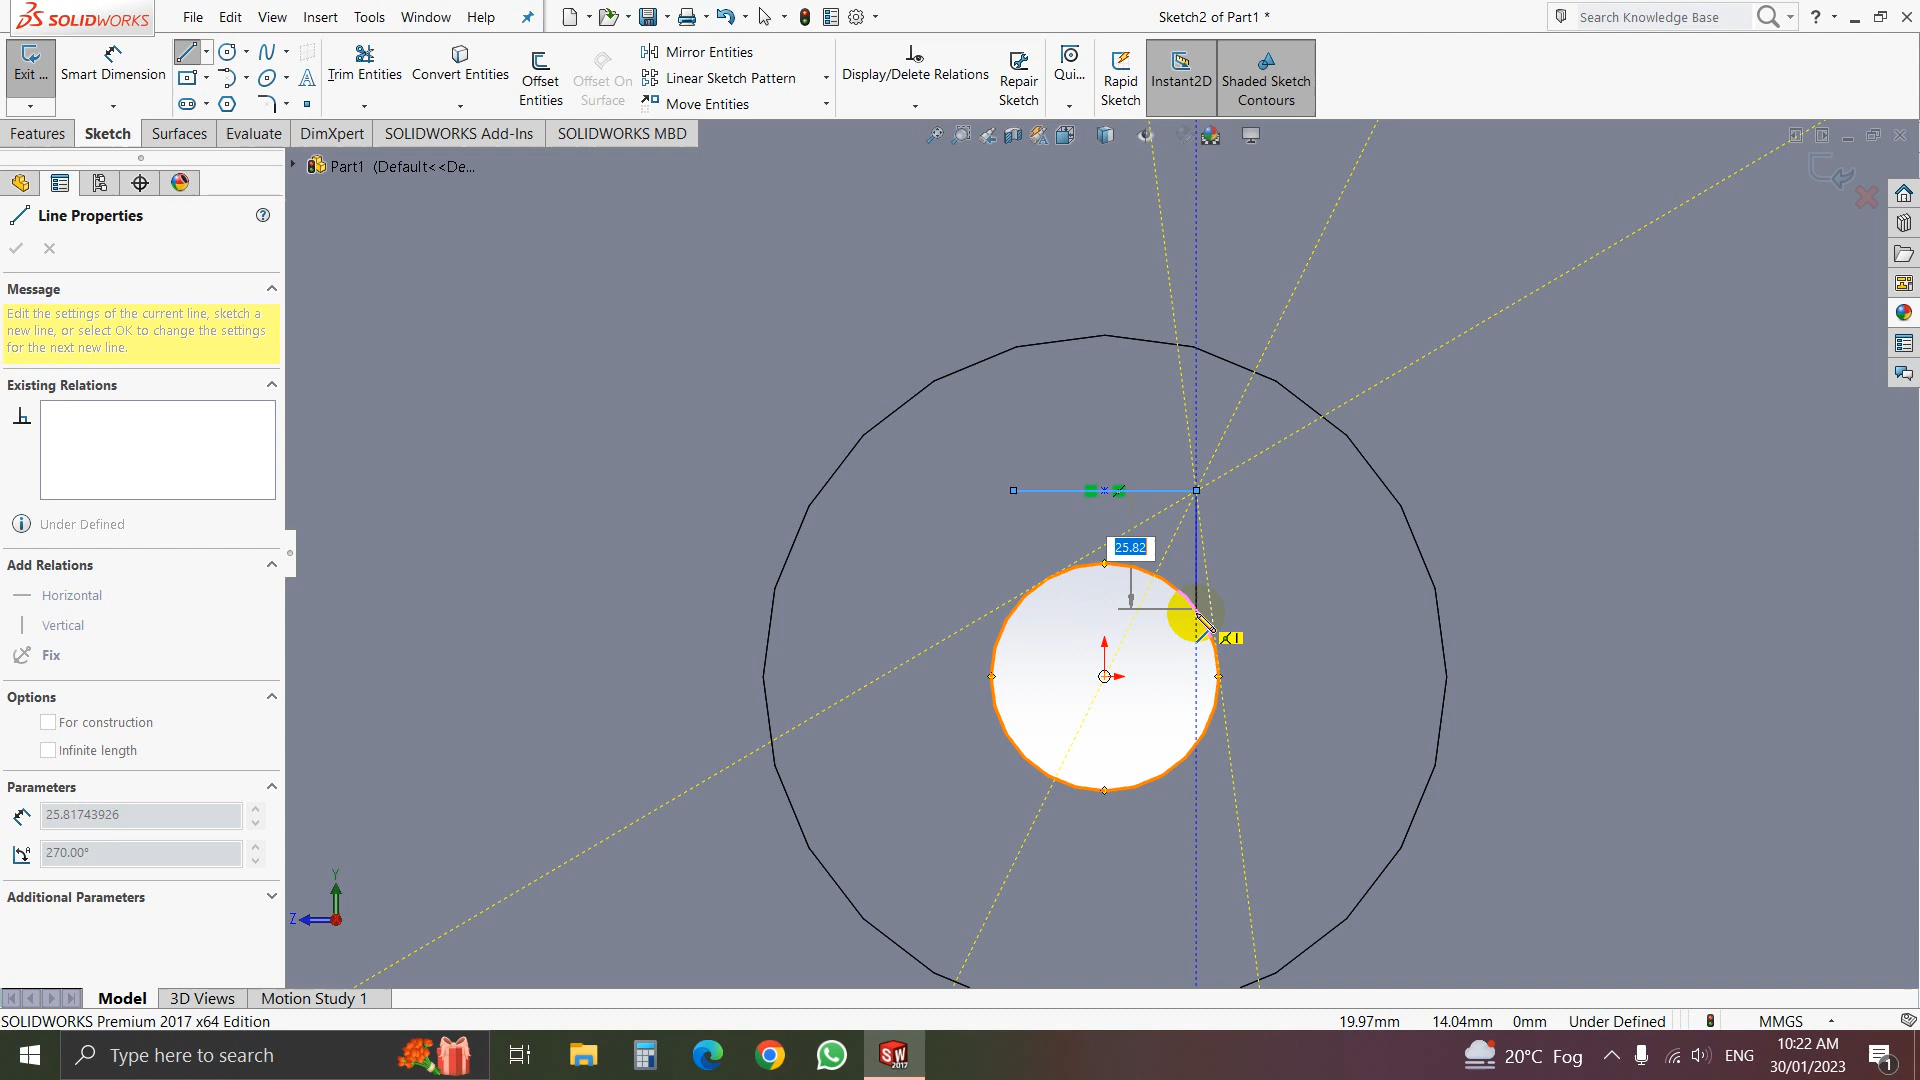 SOLIDWORKS File Edit View Insert Tools Window Help Sketch2 of Part1 * Search Knowledge Base ?
Exit ... Smart Dimension Trim Entities Convert Entities Offset Entities Offset On Surface Mirror Entities Display/Delete Relations Repair Sketch Qui... Rapid Sketch Instant2D Shaded Sketch Contours
Linear Sketch Pattern
Move Entities
Features Sketch Surfaces Evaluate DimXpert SOLIDWORKS Add-Ins SOLIDWORKS MBD
Part1 (Default<<De...
Line Properties
Message
Edit the settings of the current line, sketch a
new line, or select OK to change the settings
for the next new line.
Existing Relations
Under Defined
Add Relations
Horizontal
Vertical
Fix
Options
For construction
Infinite length
Parameters
25.81743926
270.00°
Additional Parameters
25.82
Y
Z
Model 3D Views Motion Study 1
SOLIDWORKS Premium 2017 x64 Edition 19.97mm 14.04mm 0mm Under Defined MMGS
Type here to search SW 2017 20°C Fog ENG 10:22 AM
30/01/2023 1